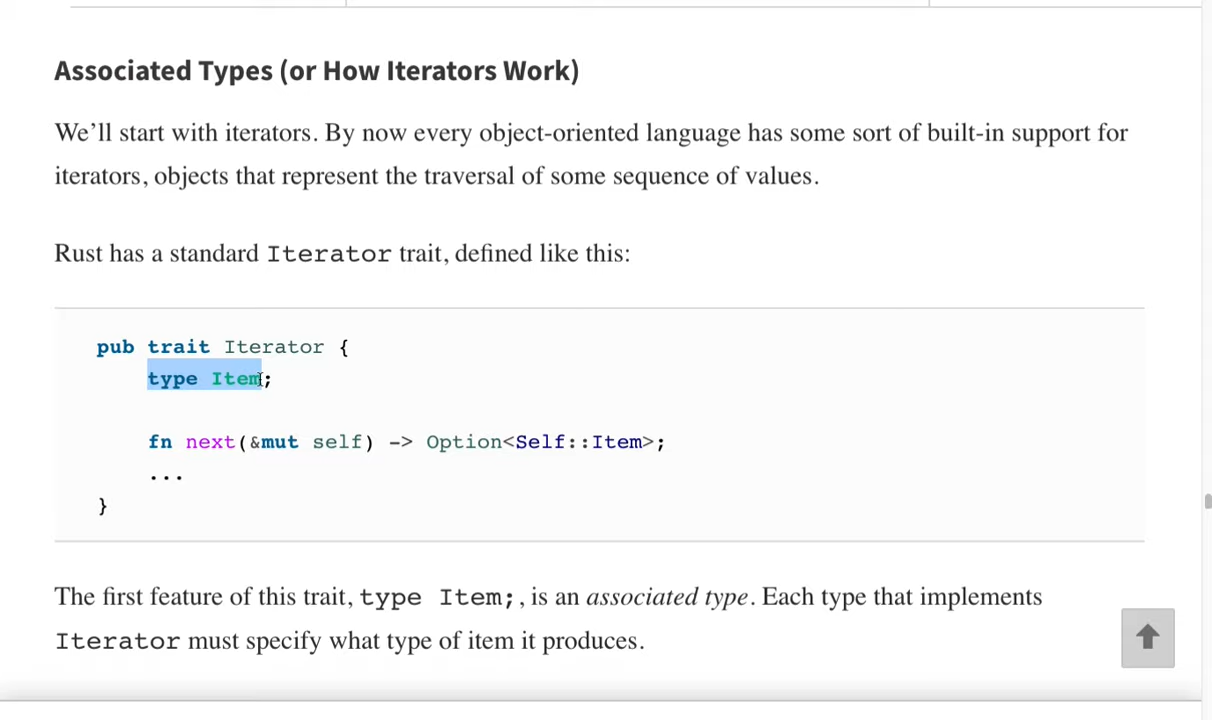 Associated Types (or How Iterators Work)
We’ll start with iterators. By now every object-oriented language has some sort of built-in support for
iterators, objects that represent the traversal of some sequence of values.
Rust has a standard Iterator trait, defined like this:
pub trait Iterator {
    type Item;
    fn next(&mut self) -> Option<Self::Item>;
    ...
}
The first feature of this trait, type Item;, is an associated type. Each type that implements
Iterator must specify what type of item it produces.